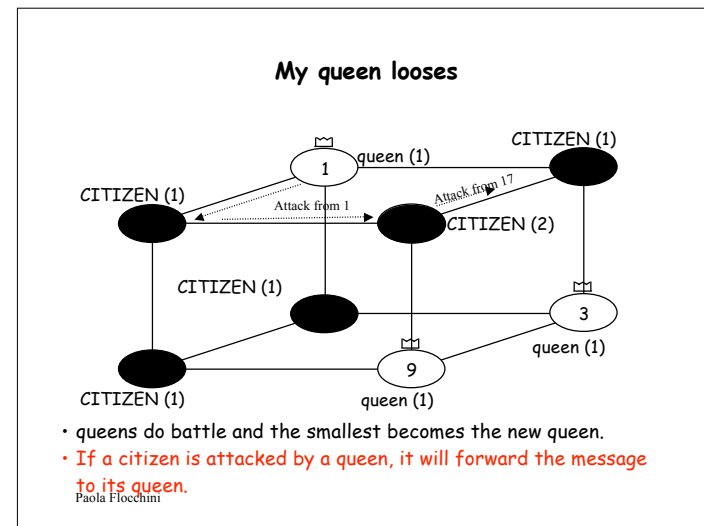 My queen looses
CITIZEN (1)
queen (1)
1
CITIZEN (1)
Attack from 17
Attack from 1
CITIZEN (2)
CITIZEN (1)
3
queen (1)
9
CITIZEN (1)
queen (1)
• queens do battle and the smallest becomes the new queen.
• If a citizen is attacked by a queen, it will forward the message
to its queen.
Paola Flocchini